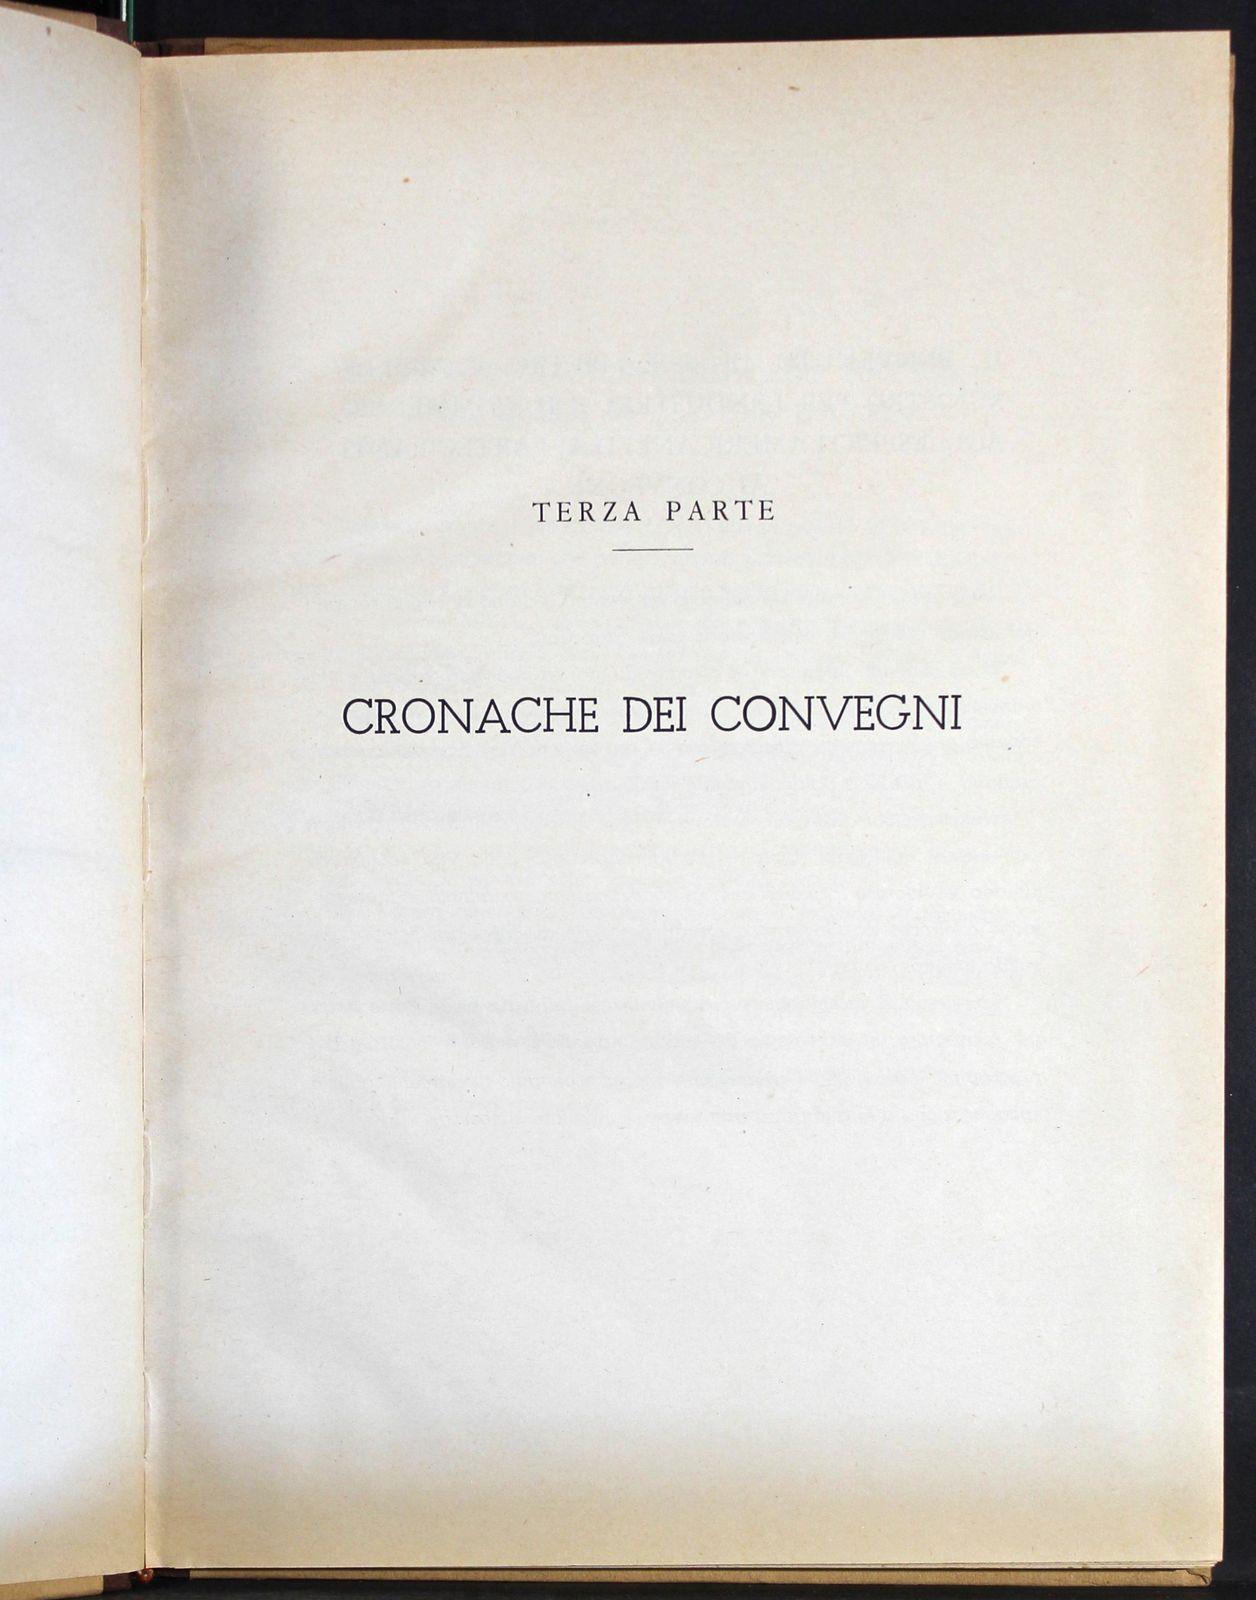 TERZA PARTE
CRONACHE DEI CONVEGNI